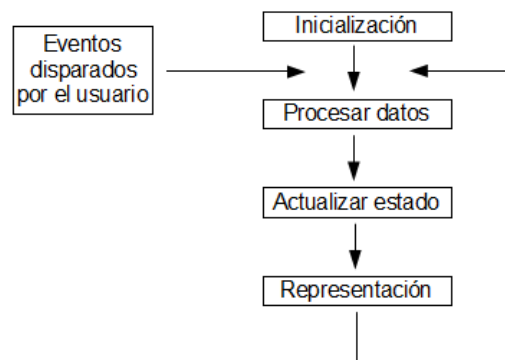 Inicialización
Eventos
disparados
por el usuario
Procesar datos
Actualizar estado
Representación